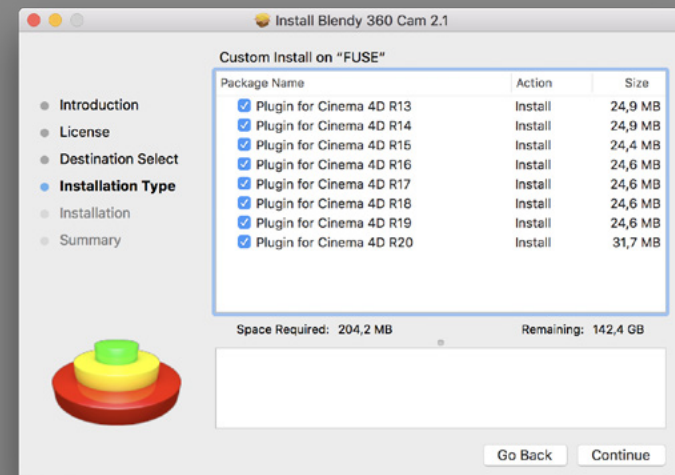 Install Blendy 360 Cam 2.1
Custom Install on “FUSE”
Introduction
License
Destination Select
Installation Type
Installation
Summary
Package Name Action Size
Plugin for Cinema 4D R13 Install 24,9 MB
Plugin for Cinema 4D R14 Install 24,9 MB
Plugin for Cinema 4D R15 Install 24,4 MB
Plugin for Cinema 4D R16 Install 24,6 MB
Plugin for Cinema 4D R17 Install 24,6 MB
Plugin for Cinema 4D R18 Install 24,6 MB
Plugin for Cinema 4D R19 Install 24,6 MB
Plugin for Cinema 4D R20 Install 31,7 MB
Space Required: 204,2 MB Remaining: 142,4 GB
Go Back Continue